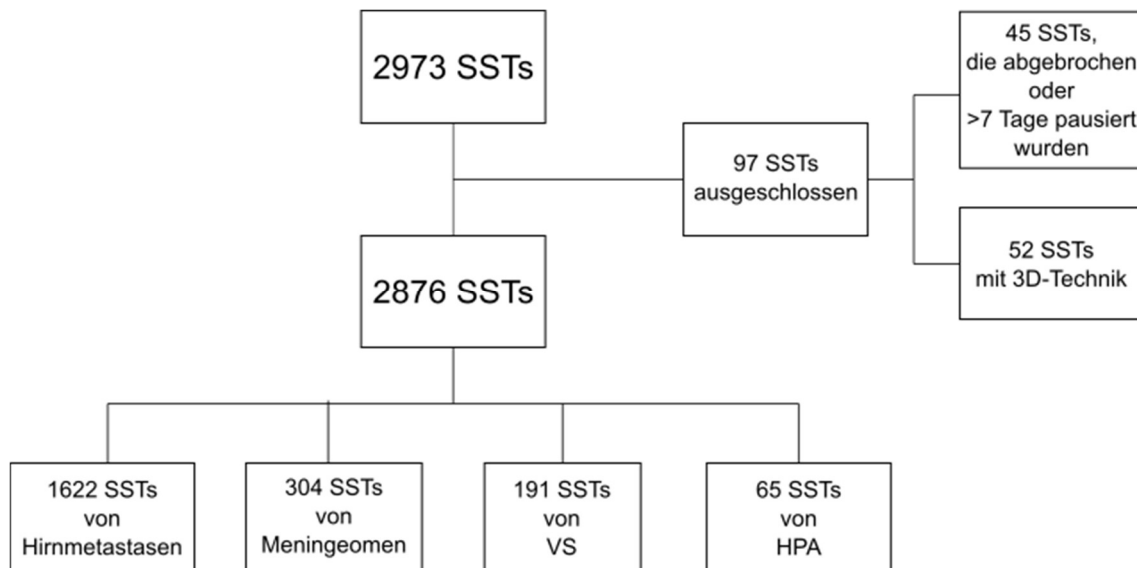 2973 SSTs
45 SSTs,
die abgebrochen
oder
>7 Tage pausiert
wurden
97 SSTs
ausgeschlossen
52 SSTs
mit 3D-Technik
2876 SSTs
1622 SSTs
von
Hirnmetastasen
304 SSTs
von
Meningeomen
191 SSTs
von
VS
65 SSTs
von
HPA